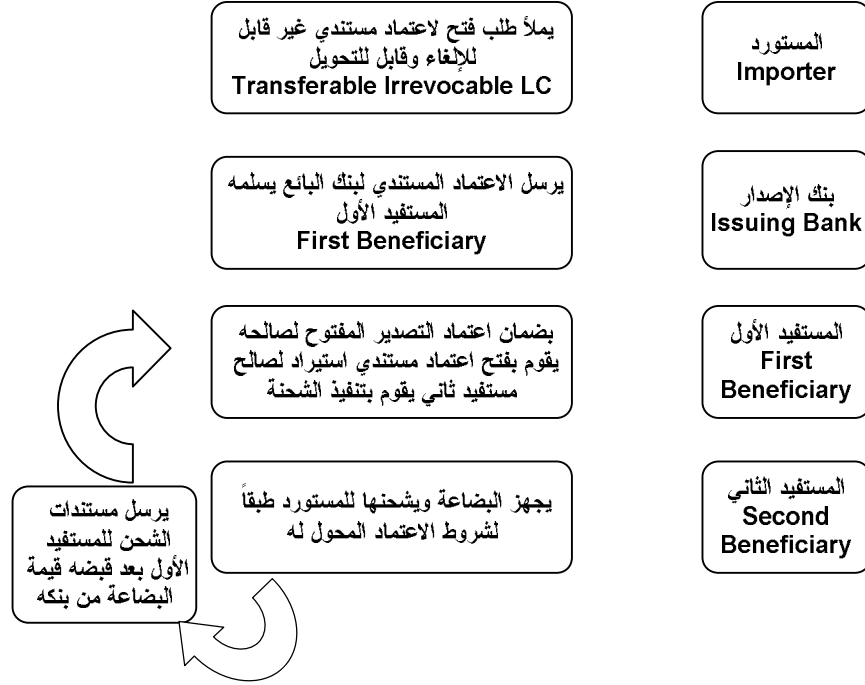 المستورد
Importer
يملأ طلب فتح لاعتماد مستندي غير قابل
للإلغاء وقابل للتحويل
Transferable Irrevocable LC
بنك الإصدار
Issuing Bank
يرسل الاعتماد المستندي لبنك البائع يسلمه
المستفيد الأول
First Beneficiary
المستفيد الأول
First
Beneficiary
بضمان اعتماد التصدير المفتوح لصالحه
يقوم بفتح اعتماد مستندي استيراد لصالح
مستفيد ثاني يقوم بتنفيذ الشحنة
المستفيد الثاني
Second
Beneficiary
يجهز البضاعة ويشحنها للمستورد طبقاً
لشروط الاعتماد المحول له
يرسل مستندات
الشحن للمستفيد
الأول بعد قبضه قيمة
البضاعة من بنكه